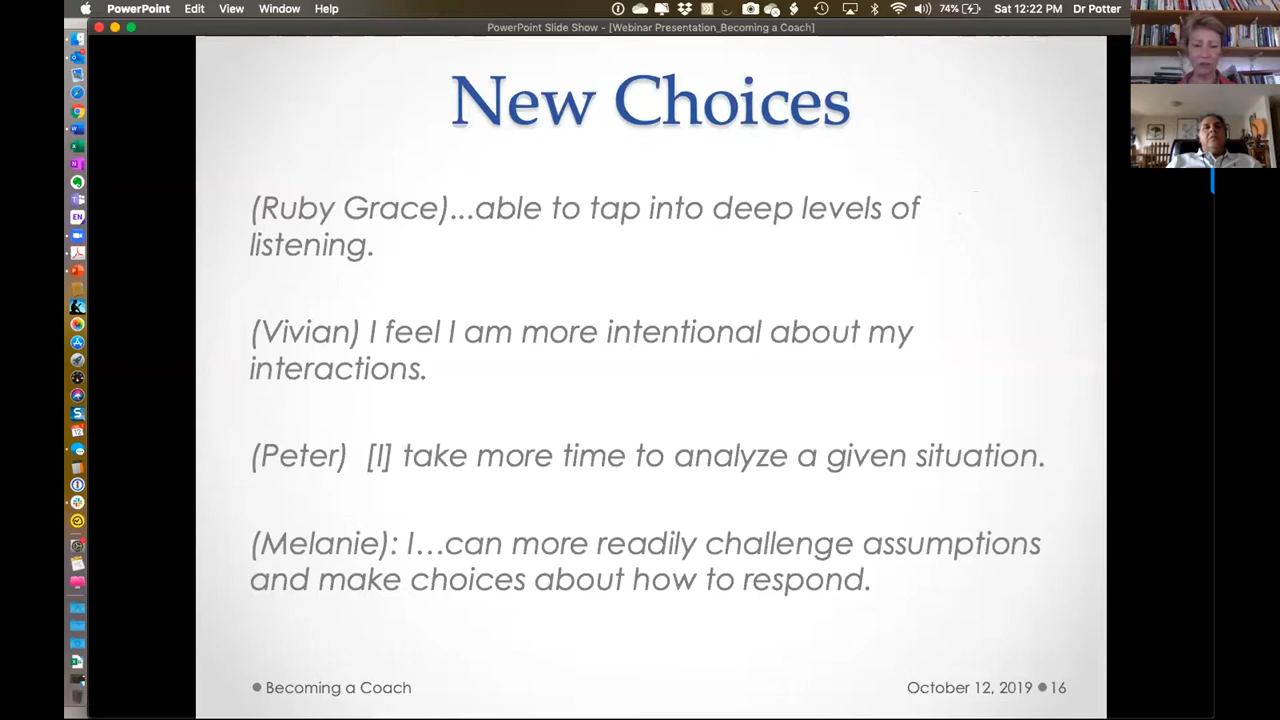 PowerPoint Edit View Window Help 74% Sat 12:22 PM Dr Potter
PowerPoint Slide Show - [Webinar Presentation_Becoming a Coach]
New Choices
(Ruby Grace)...able to tap into deep levels of
listening.
(Vivian) I feel I am more intentional about my
interactions.
(Peter) [I] take more time to analyze a given situation.
(Melanie): I...can more readily challenge assumptions
and make choices about how to respond.
Becoming a Coach
October 12, 2019 16